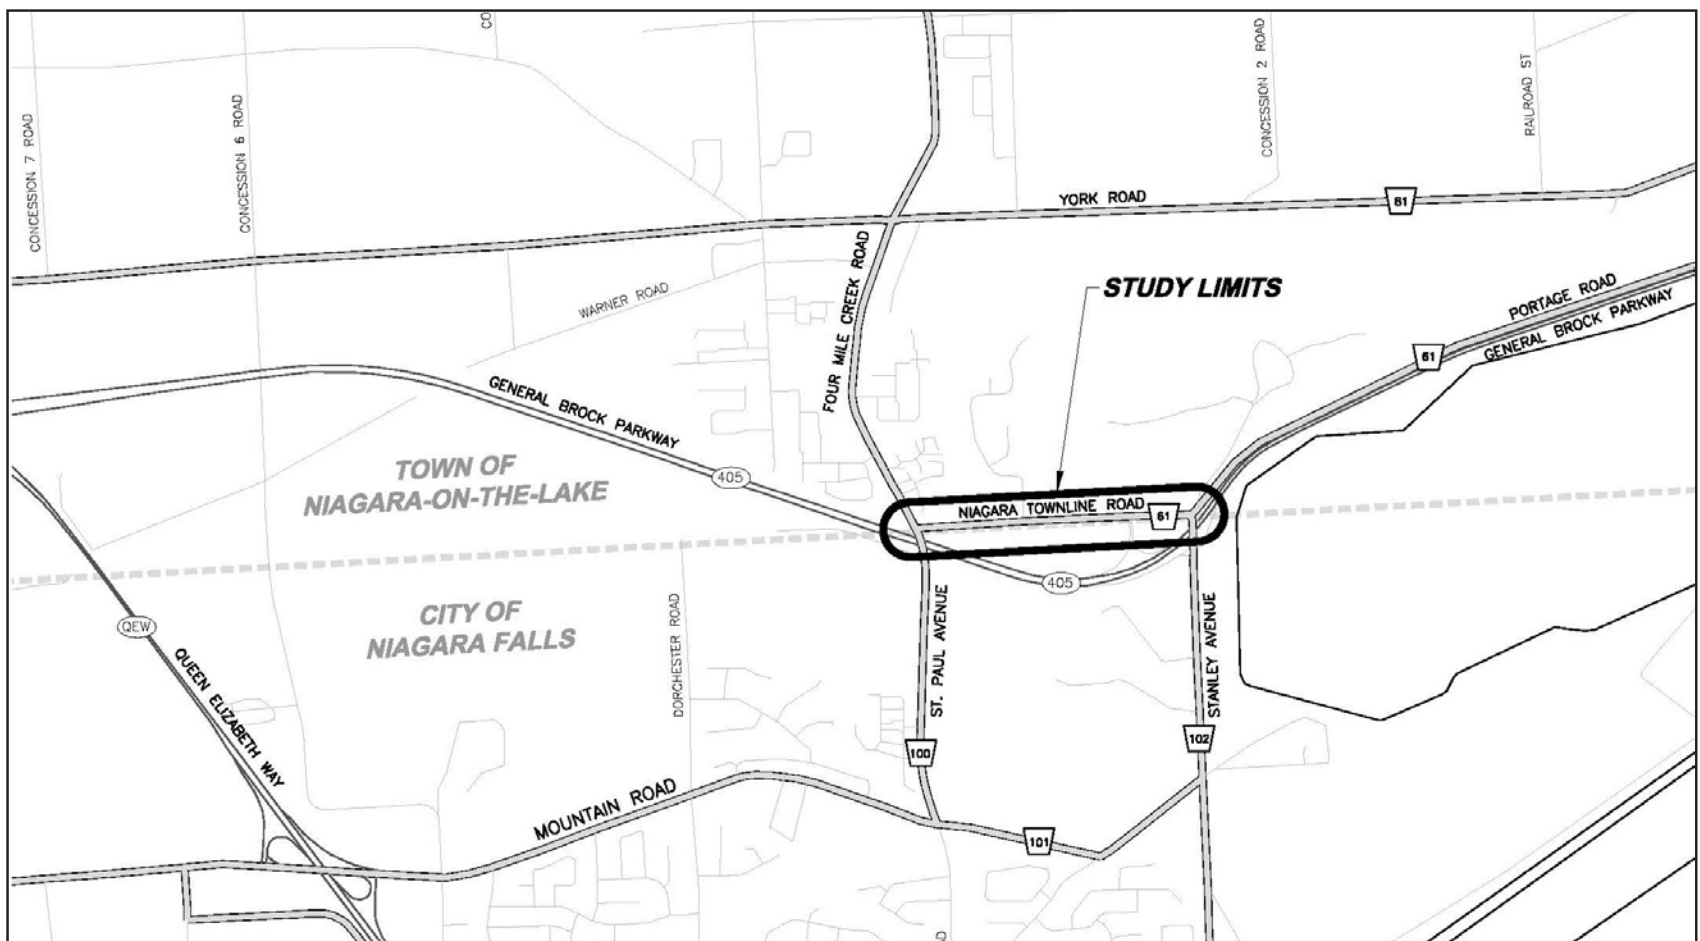 CO
CONCESSION 7 ROAD
CONCESSION 6 ROAD
CONCESSION 2 ROAD
RAILROAD ST
YORK ROAD
81
WARNER ROAD
FOUR MILE CREEK ROAD
STUDY LIMITS
PORTAGE ROAD
GENERAL BROCK PARKWAY
61
GENERAL BROCK PARKWAY
405
TOWN OF
NIAGARA-ON-THE-LAKE
NIAGARA TOWNLINE ROAD
61
405
CITY OF
NIAGARA FALLS
QEW
QUEEN ELIZABETH WAY
DORCHESTER ROAD
ST. PAUL AVENUE
STANLEY AVENUE
100
102
MOUNTAIN ROAD
101